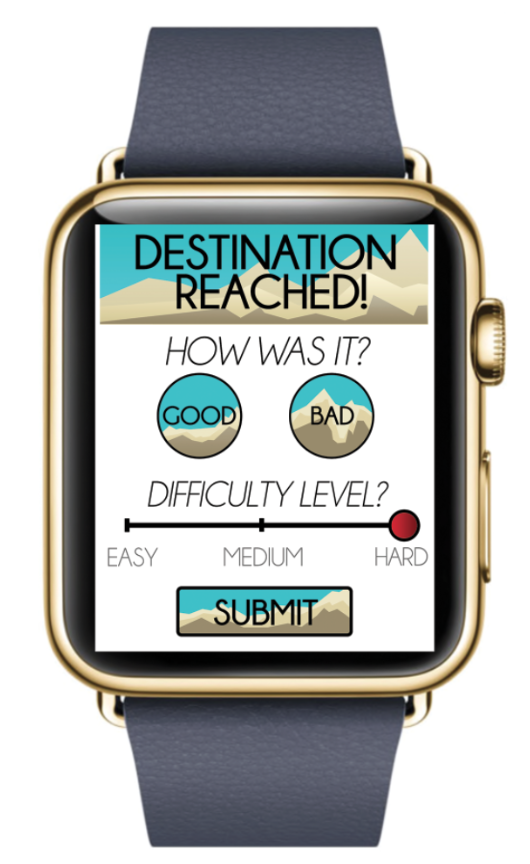 DESTINATION
REACHED!
HOW WAS IT?
GOOD BAD
DIFFICULTY LEVEL?
EASY MEDIUM HARD
SUBMIT